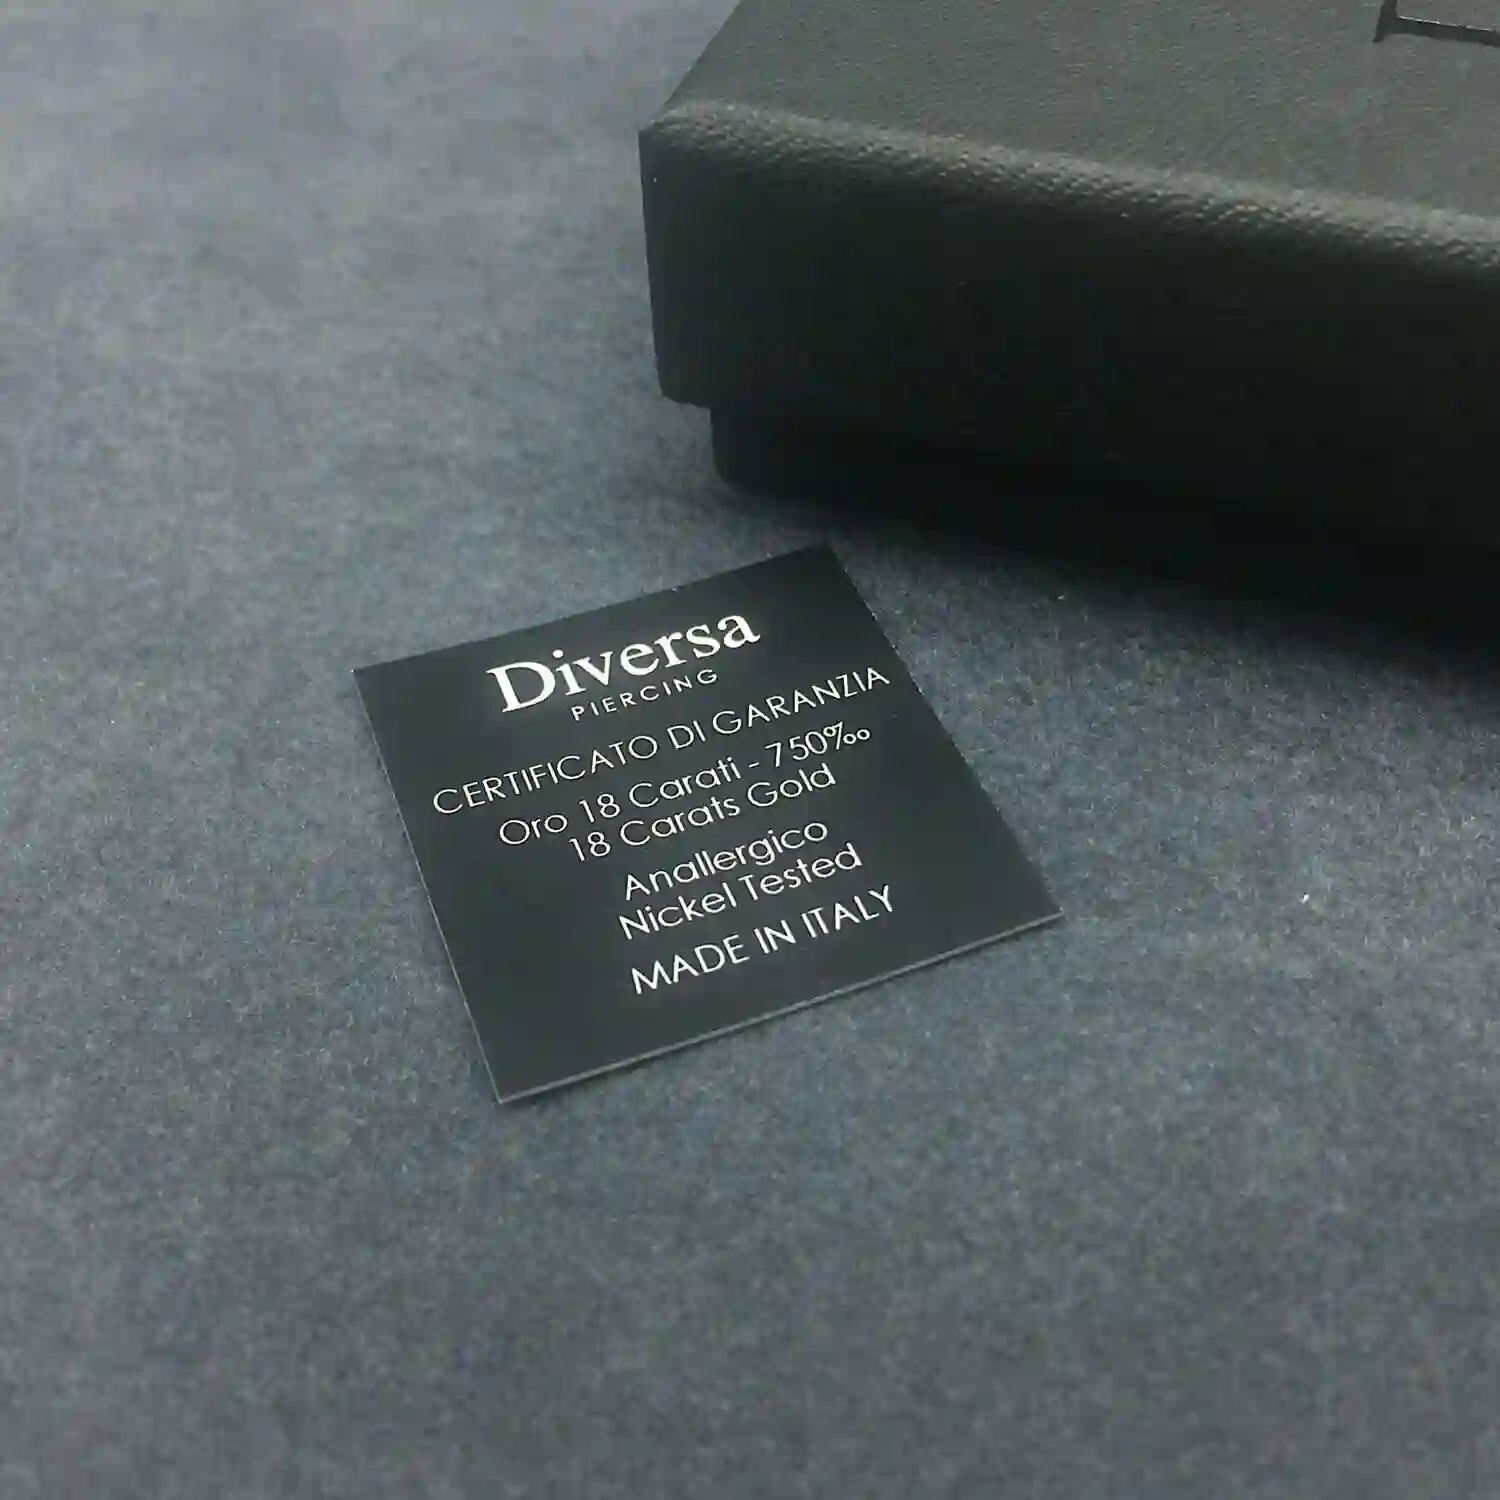 Diversa
PIERCING
CERTIFICATO DI GARANZIA
Oro 18 Carati - 750‰
18 Carats Gold
Anallergico
Nickel Tested
MADE IN ITALY